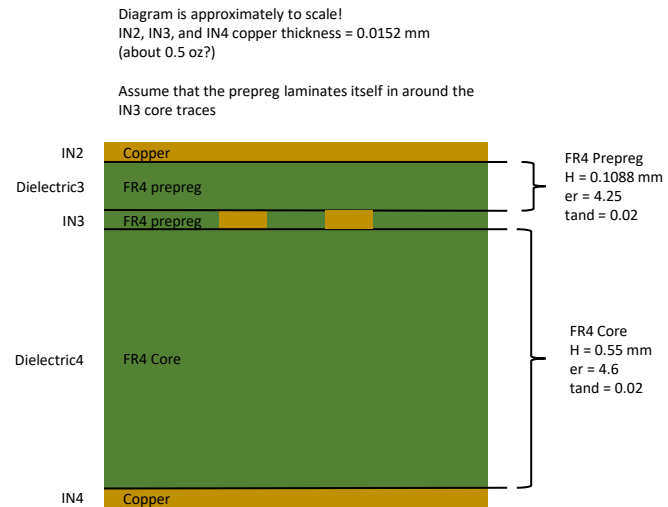 Diagram is approximately to scale!
IN2, IN3, and IN4 copper thickness = 0.0152 mm
(about 0.5 oz?)
Assume that the prepreg laminates itself in around the
IN3 core traces
IN2
Copper
Dielectric3
FR4 prepreg
FR4 Prepreg
H = 0.1088 mm
er = 4.25
tand = 0.02
IN3
FR4 prepreg
Dielectric4
FR4 Core
FR4 Core
H = 0.55 mm
er = 4.6
tand = 0.02
IN4
Copper